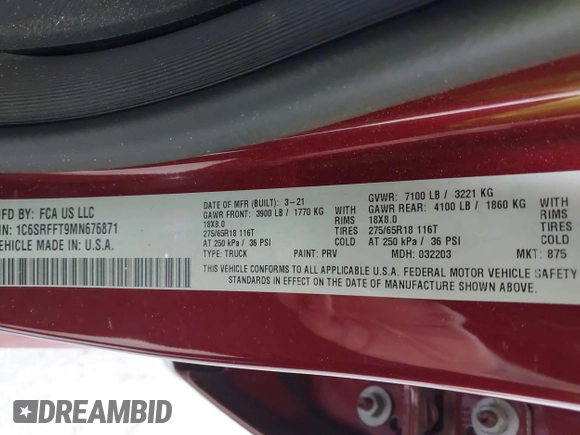 MFD BY: FCA US LLC
DATE OF MFR (BUILT): 3-21
GVWR: 7100 LB / 3221 KG
GAWR FRONT: 3900 LB / 1770 KG
WITH
GAWR REAR: 4100 LB / 1860 KG
WITH
18X8.0
RIMS
18X8.0
RIMS
275/65R18 116T
TIRES
275/65R18 116T
TIRES
AT 250 kPa / 36 PSI
AT 250 kPa / 36 PSI
IN: 1C6SRFFT9MN676871
VEHICLE MADE IN U.S.A.
TYPE: TRUCK PAINT: PRV MDH: 032203 MKT: 875
THIS VEHICLE CONFORMS TO ALL APPLICABLE U.S.A. FEDERAL MOTOR VEHICLE SAFETY
STANDARDS IN EFFECT ON THE DATE OF MANUFACTURE SHOWN ABOVE.
DREAMBID